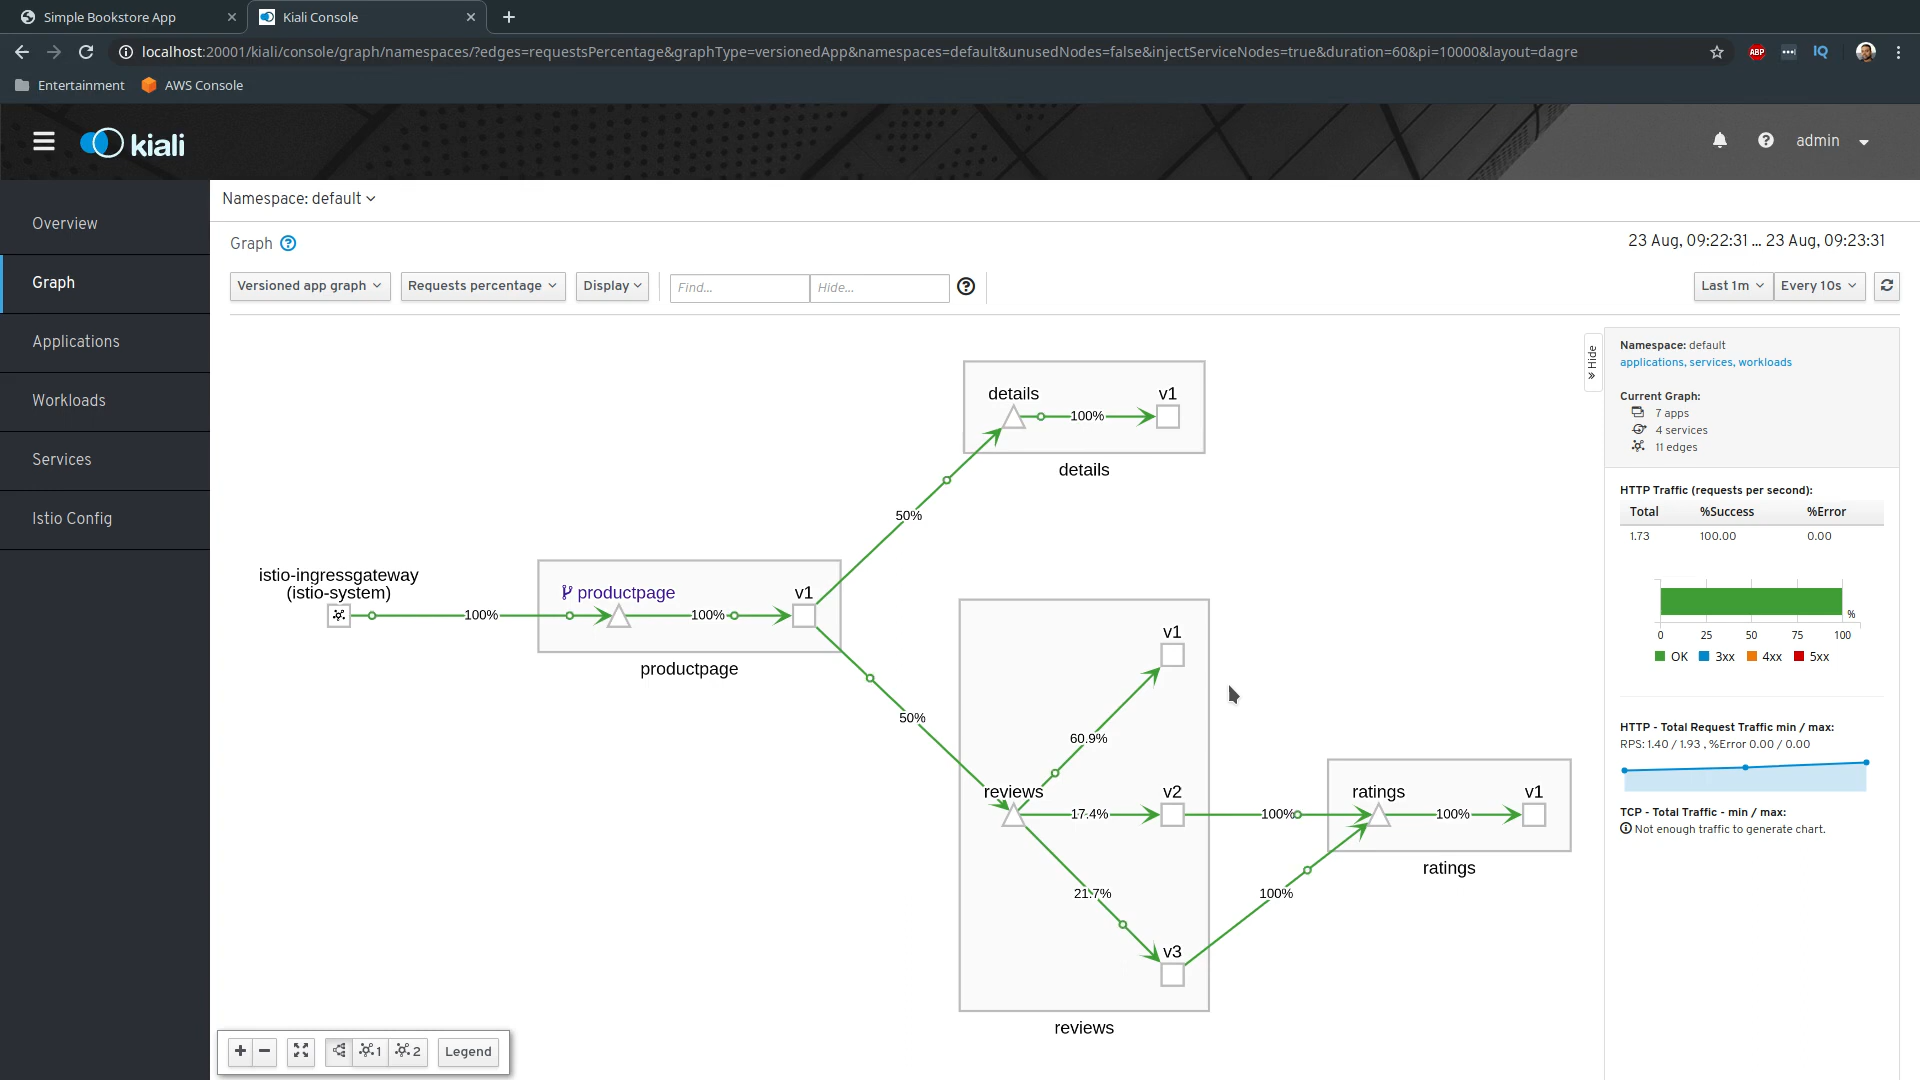 Simple Bookstore App
Kiali Console
localhost:20001/kiali/console/graph/namespaces/?edges=requestsPercentage&graphType=versionedApp&namespaces=default&unusedNodes=false&injectServiceNodes=true&duration=60&pi=10000&layout=dagre
ABP
IQ
Entertainment
AWS Console
kiali
admin
Namespace: default
Overview
Graph
Applications
Workloads
Services
Istio Config
Graph
23 Aug, 09:22:31 ... 23 Aug, 09:23:31
Versioned app graph
Requests percentage
Display
Find...
Hide...
Last 1m
Every 10s
details
v1
100%
details
50%
istio-ingressgateway
(istio-system)
100%
productpage
v1
100%
productpage
50%
v1
60.9%
reviews
v2
17.4%
100%
ratings
v1
100%
ratings
21.7%
100%
v3
reviews
Hide
Namespace: default
applications, services, workloads
Current Graph:
7 apps
4 services
11 edges
HTTP Traffic (requests per second):
Total %Success %Error
1.73 100.00 0.00
%
0 25 50 75 100
OK 3xx 4xx 5xx
HTTP - Total Request Traffic min / max:
RPS: 1.40 / 1.93 , %Error 0.00 / 0.00
TCP - Total Traffic - min / max:
Not enough traffic to generate chart.
1
2
Legend